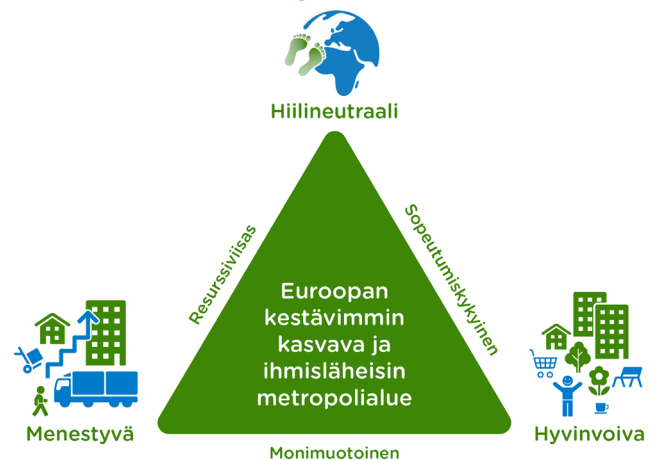 Hiilineutraali
Resurssiviisas
Sopeutumiskykyinen
Euroopan
kestävimmin
kasvava ja
ihmisläheisin
metropolialue
Menestyvä
Hyvinvoiva
Monimuotoinen